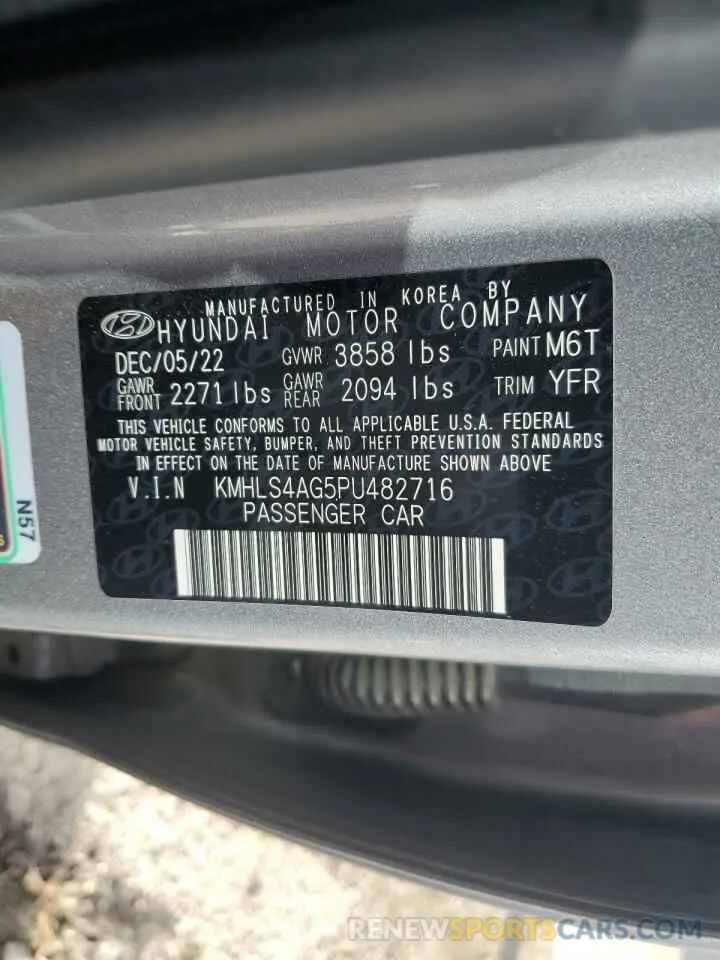 MANUFACTURED IN KOREA BY
HYUNDAI MOTOR COMPANY
DEC/05/22 GVWR 3858 lbs PAINT M6T
GAWR FRONT 2271 lbs GAWR REAR 2094 lbs TRIM YFR
THIS VEHICLE CONFORMS TO ALL APPLICABLE U.S.A. FEDERAL
MOTOR VEHICLE SAFETY, BUMPER, AND THEFT PREVENTION STANDARDS
IN EFFECT ON THE DATE OF MANUFACTURE SHOWN ABOVE
V.I.N KMHLS4AG5PU482716
PASSENGER CAR
N57
RENEWSPORTSCARS.COM